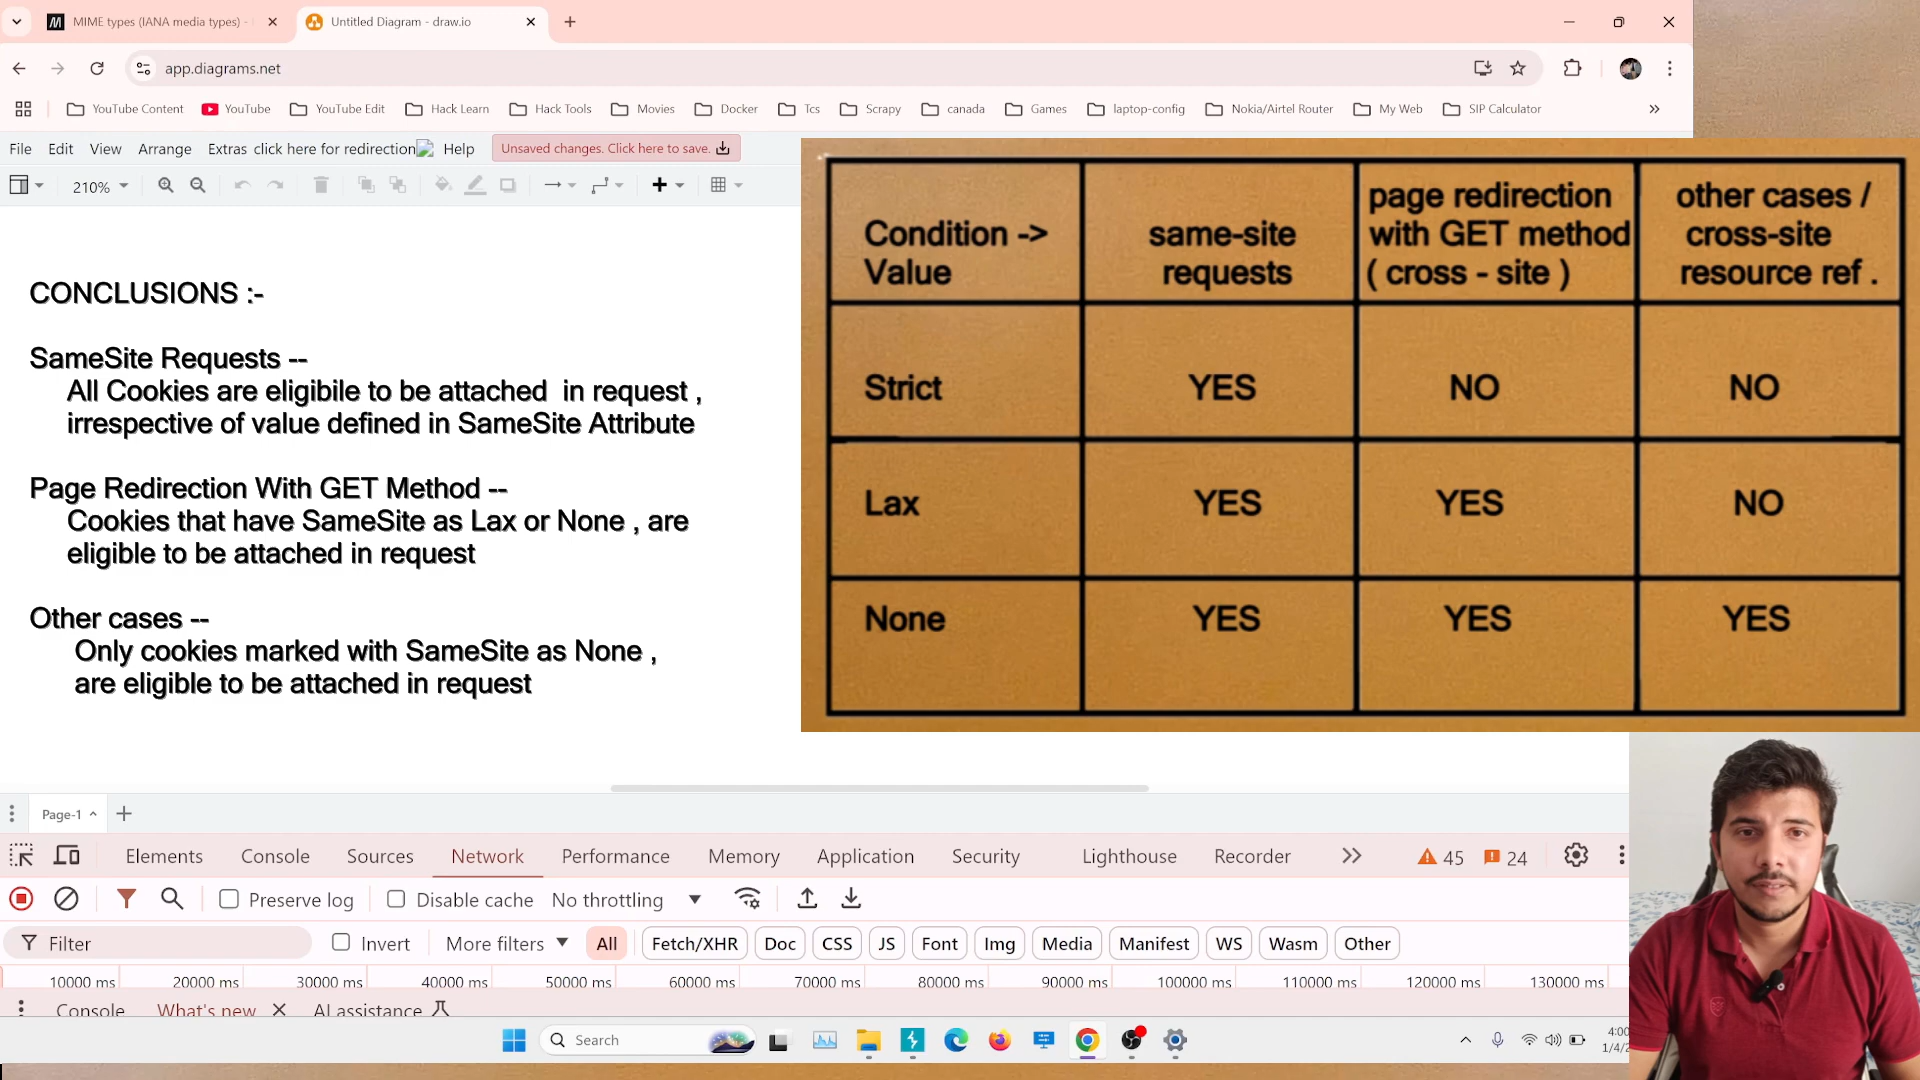 MIME types (IANA media types) -
Untitled Diagram - draw.io
app.diagrams.net
YouTube Content
YouTube
YouTube Edit
Hack Learn
Hack Tools
Movies
Docker
Tcs
Scrapy
canada
Games
laptop-config
Nokia/Airtel Router
My Web
SIP Calculator
File Edit View Arrange Extras click here for redirection Help
Unsaved changes. Click here to save.
210%
CONCLUSIONS :-
SameSite Requests --
All Cookies are eligibile to be attached in request ,
irrespective of value defined in SameSite Attribute
Page Redirection With GET Method --
Cookies that have SameSite as Lax or None , are
eligible to be attached in request
Other cases --
Only cookies marked with SameSite as None ,
are eligible to be attached in request
Condition ->
Value
same-site
requests
page redirection
with GET method
( cross - site )
other cases /
cross-site
resource ref .
Strict YES NO NO
Lax YES YES NO
None YES YES YES
Page-1
Elements Console Sources Network Performance Memory Application Security Lighthouse Recorder 45 24
Preserve log Disable cache No throttling
Filter Invert More filters All Fetch/XHR Doc CSS JS Font Img Media Manifest WS Wasm Other
10000 ms 20000 ms 30000 ms 40000 ms 50000 ms 60000 ms 70000 ms 80000 ms 90000 ms 100000 ms 110000 ms 120000 ms 130000 ms
Console What's new AI assistance
Search
4:00
1/4/2